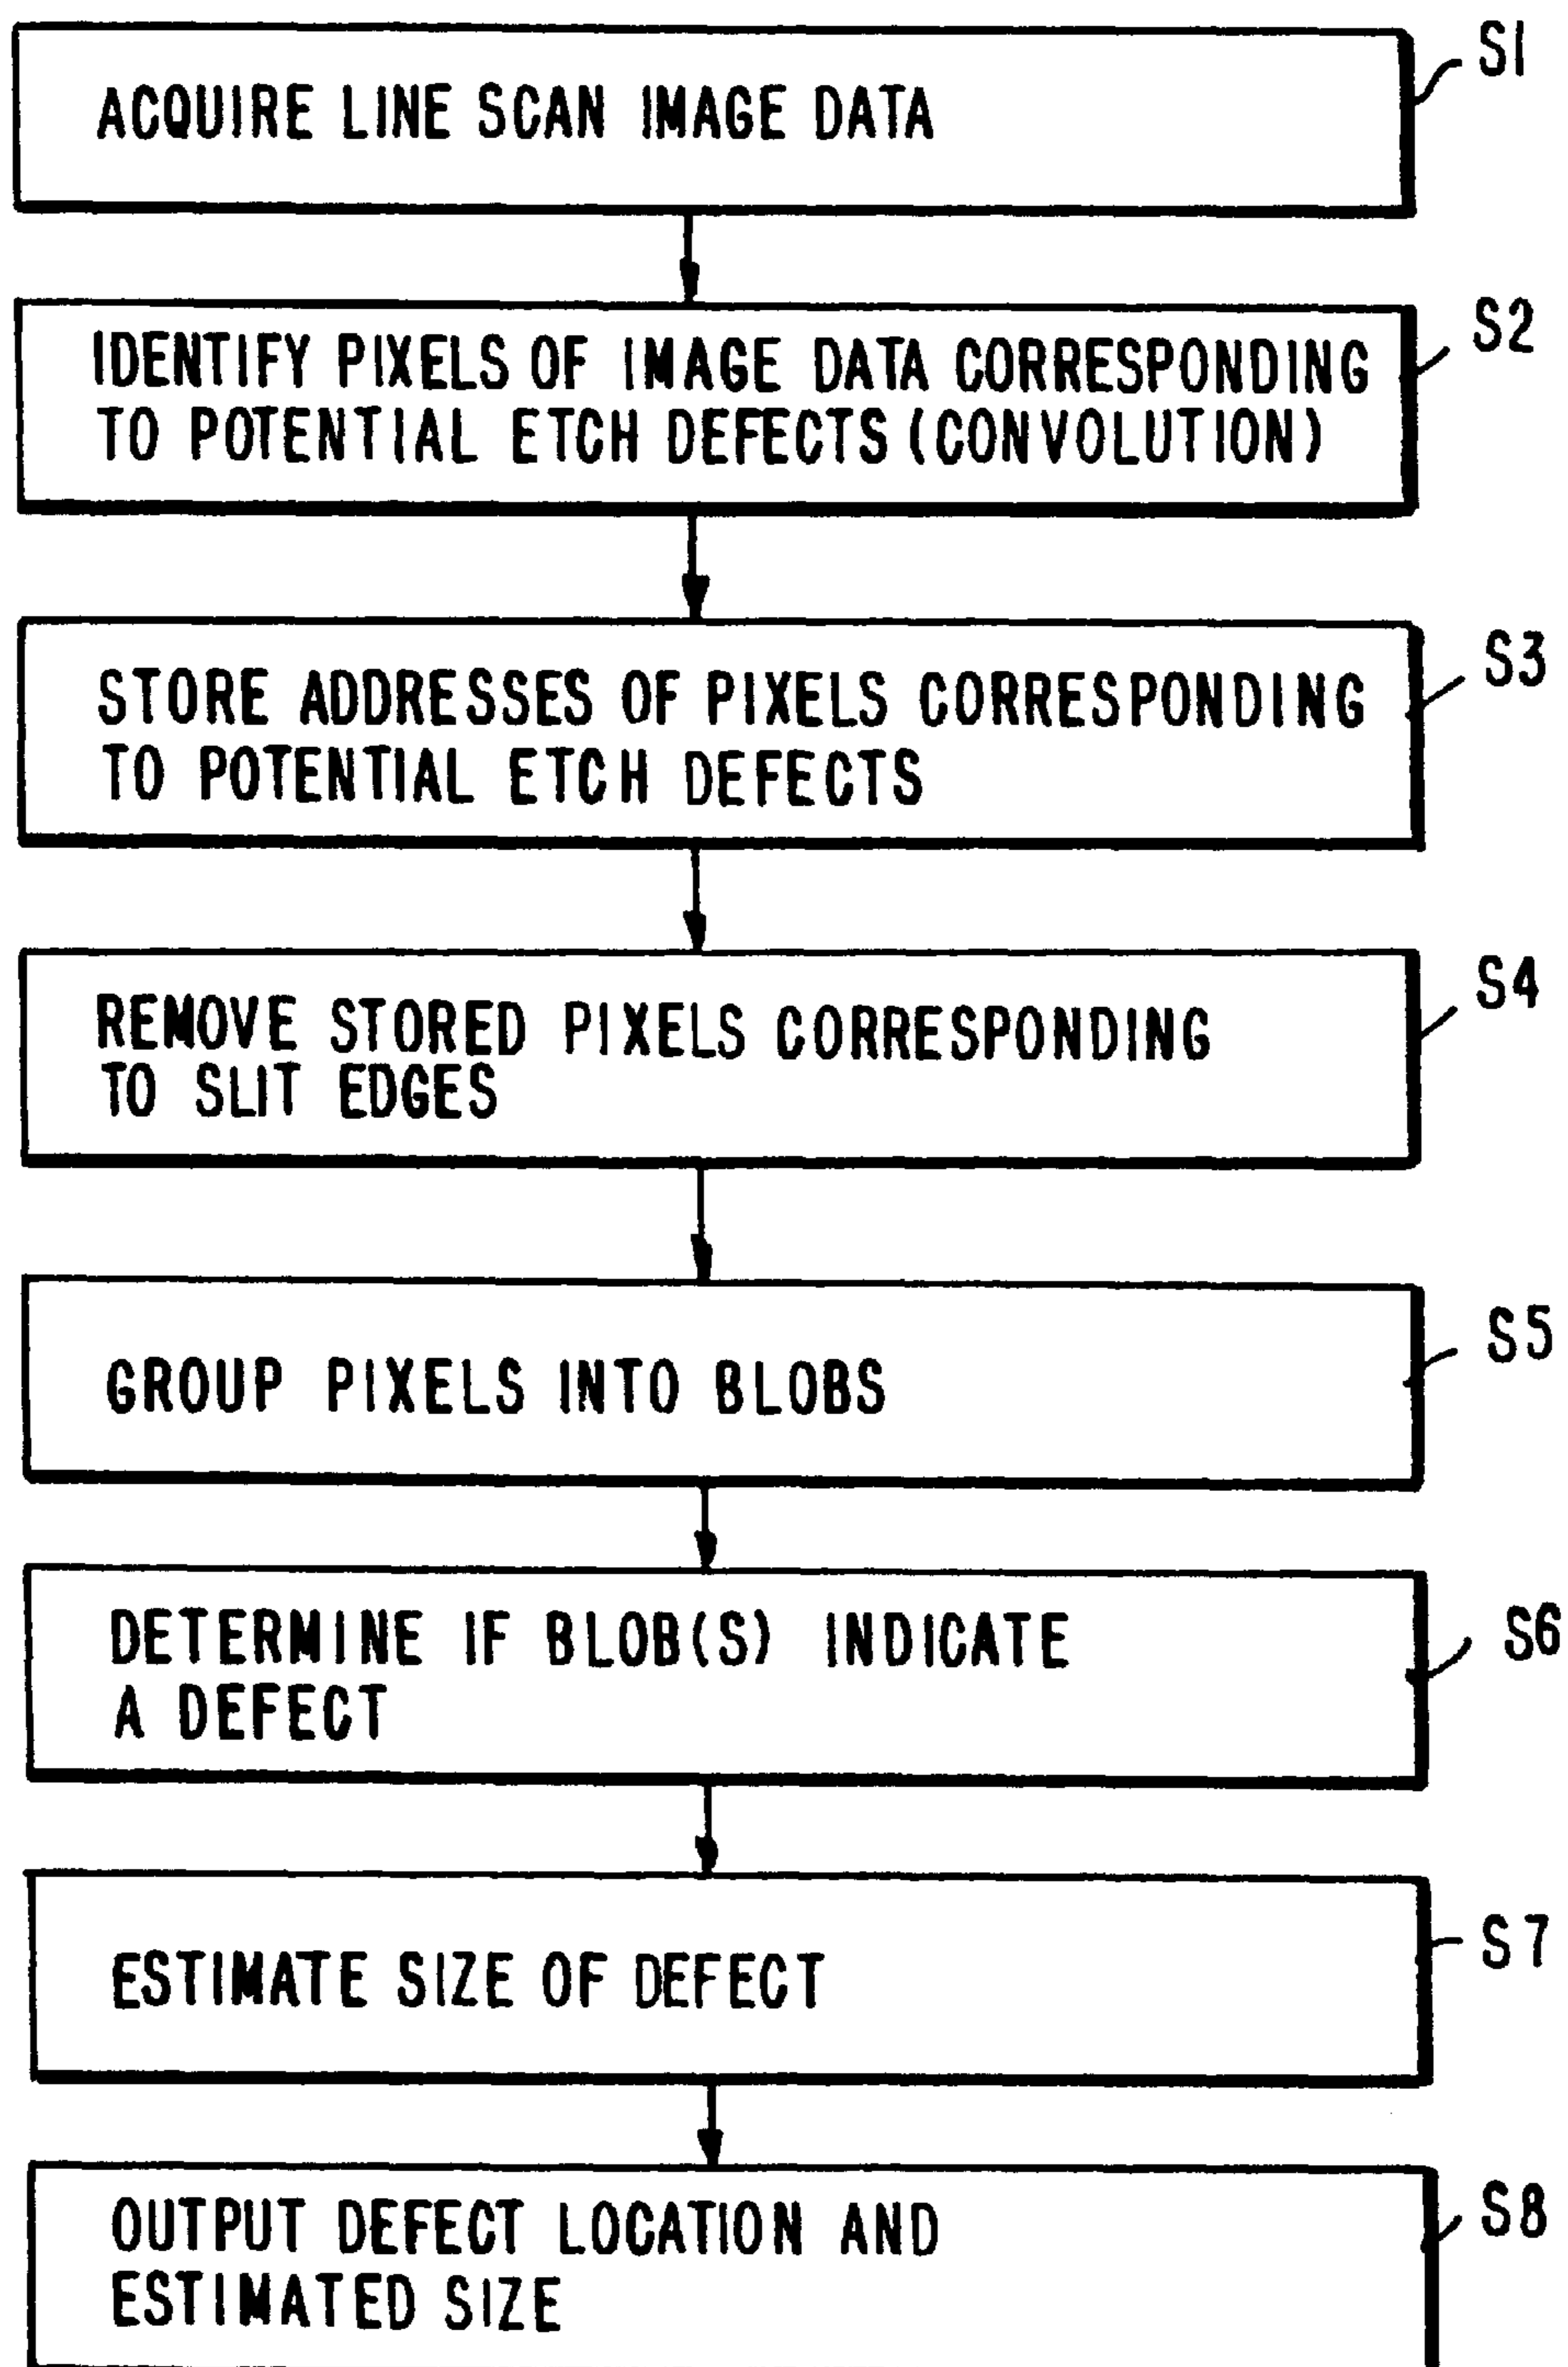 S1
ACQUIRE LINE SCAN IMAGE DATA
S2
IDENTIFY PIXELS OF IMAGE DATA CORRESPONDING
TO POTENTIAL ETCH DEFECTS (CONVOLUTION)
S3
STORE ADDRESSES OF PIXELS CORRESPONDING
TO POTENTIAL ETCH DEFECTS
S4
REMOVE STORED PIXELS CORRESPONDING
TO SLIT EDGES
S5
GROUP PIXELS INTO BLOBS
S6
DETERMINE IF BLOB(S) INDICATE
A DEFECT
S7
ESTIMATE SIZE OF DEFECT
S8
OUTPUT DEFECT LOCATION AND
ESTIMATED SIZE